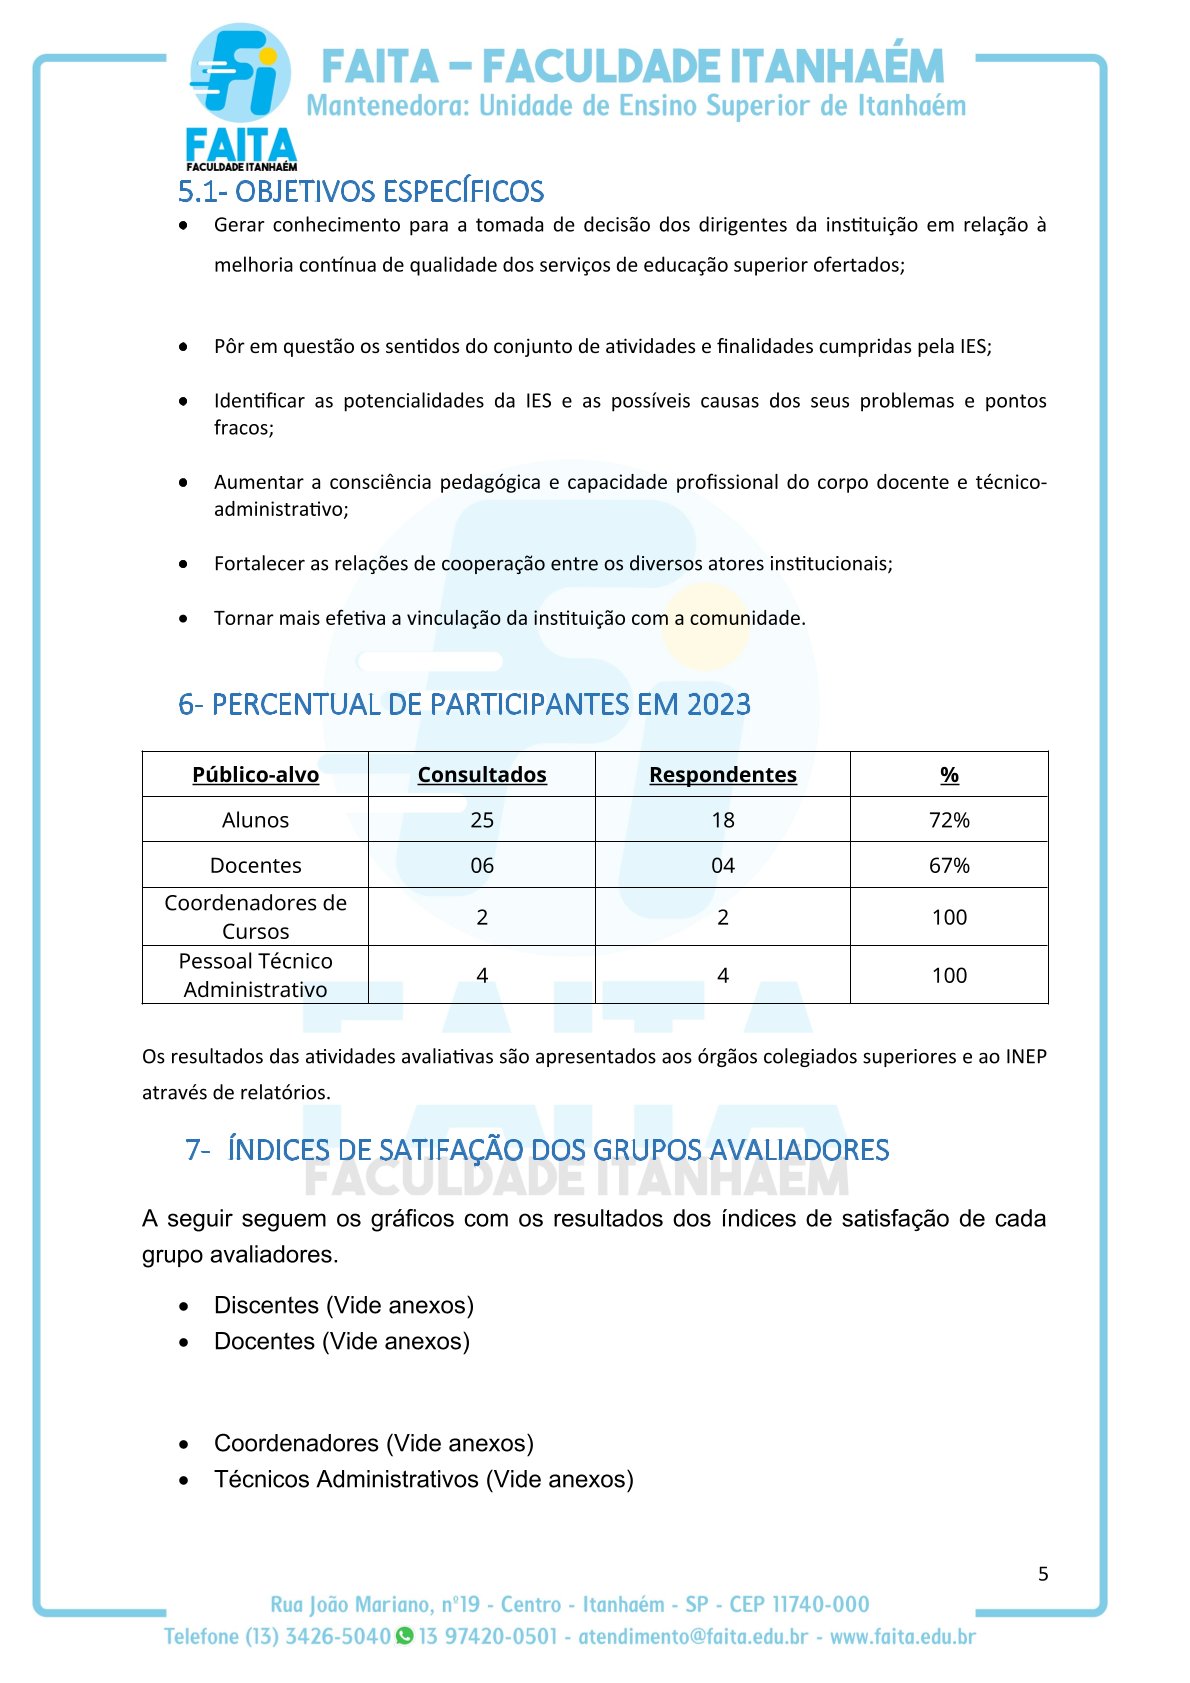 FAITA – FACULDADE ITANHAÉM
Mantenedora: Unidade de Ensino Superior de Itanhaém
FAITA
FACULDADE ITANHAÉM
5.1- OBJETIVOS ESPECÍFICOS
• Gerar conhecimento para a tomada de decisão dos dirigentes da instituição em relação à
melhoria contínua de qualidade dos serviços de educação superior ofertados;
• Pôr em questão os sentidos do conjunto de atividades e finalidades cumpridas pela IES;
• Identificar as potencialidades da IES e as possíveis causas dos seus problemas e pontos
fracos;
• Aumentar a consciência pedagógica e capacidade profissional do corpo docente e técnico-
administrativo;
• Fortalecer as relações de cooperação entre os diversos atores institucionais;
• Tornar mais efetiva a vinculação da instituição com a comunidade.
6- PERCENTUAL DE PARTICIPANTES EM 2023
Público-alvo Consultados Respondentes %
Alunos 25 18 72%
Docentes 06 04 67%
Coordenadores de
Cursos 2 2 100
Pessoal Técnico
Administrativo 4 4 100
Os resultados das atividades avaliativas são apresentados aos órgãos colegiados superiores e ao INEP
através de relatórios.
7- ÍNDICES DE SATIFAÇÃO DOS GRUPOS AVALIADORES
FACULDADE ITANHAÉM
A seguir seguem os gráficos com os resultados dos índices de satisfação de cada
grupo avaliadores.
• Discentes (Vide anexos)
• Docentes (Vide anexos)
• Coordenadores (Vide anexos)
• Técnicos Administrativos (Vide anexos)
5
Rua João Mariano, nº19 - Centro - Itanhaém - SP - CEP 11740-000
Telefone (13) 3426-5040 13 97420-0501 - atendimento@faita.edu.br - www.faita.edu.br